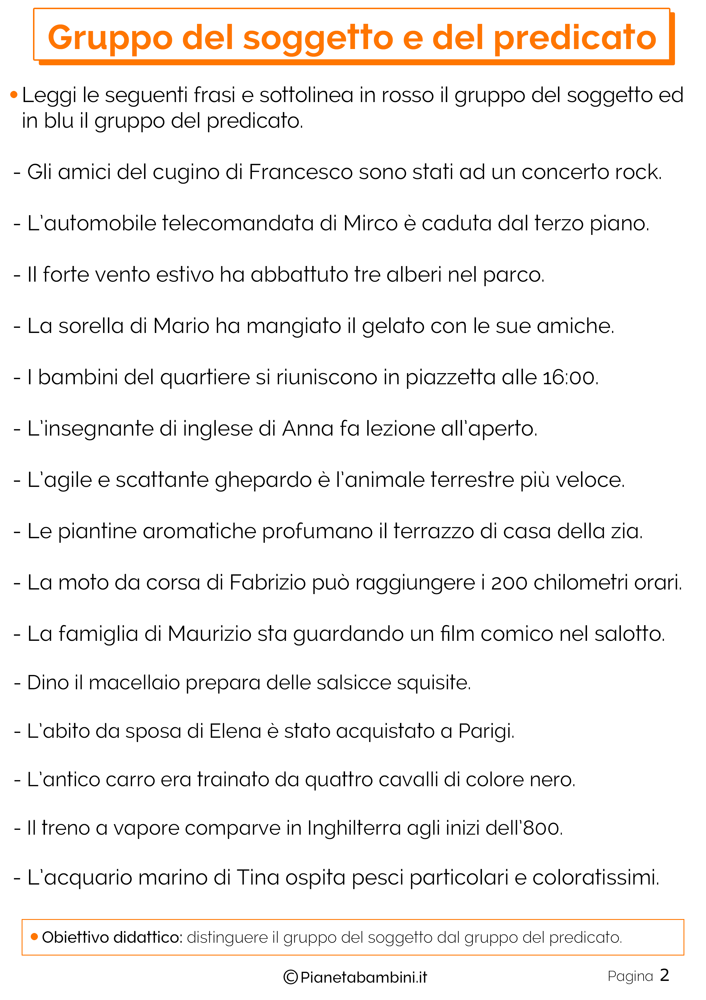 Gruppo del soggetto e del predicato
• Leggi le seguenti frasi e sottolinea in rosso il gruppo del soggetto ed
in blu il gruppo del predicato.
- Gli amici del cugino di Francesco sono stati ad un concerto rock.
- L'automobile telecomandata di Mirco è caduta dal terzo piano.
- Il forte vento estivo ha abbattuto tre alberi nel parco.
- La sorella di Mario ha mangiato il gelato con le sue amiche.
- I bambini del quartiere si riuniscono in piazzetta alle 16:00.
- L'insegnante di inglese di Anna fa lezione all'aperto.
- L'agile e scattante ghepardo è l'animale terrestre più veloce.
- Le piantine aromatiche profumano il terrazzo di casa della zia.
- La moto da corsa di Fabrizio può raggiungere i 200 chilometri orari.
- La famiglia di Maurizio sta guardando un film comico nel salotto.
- Dino il macellaio prepara delle salsicce squisite.
- L'abito da sposa di Elena è stato acquistato a Parigi.
- L'antico carro era trainato da quattro cavalli di colore nero.
- Il treno a vapore comparve in Inghilterra agli inizi dell'800.
- L'acquario marino di Tina ospita pesci particolari e coloratissimi.
• Obiettivo didattico: distinguere il gruppo del soggetto dal gruppo del predicato.
©Pianetabambini.it
Pagina 2